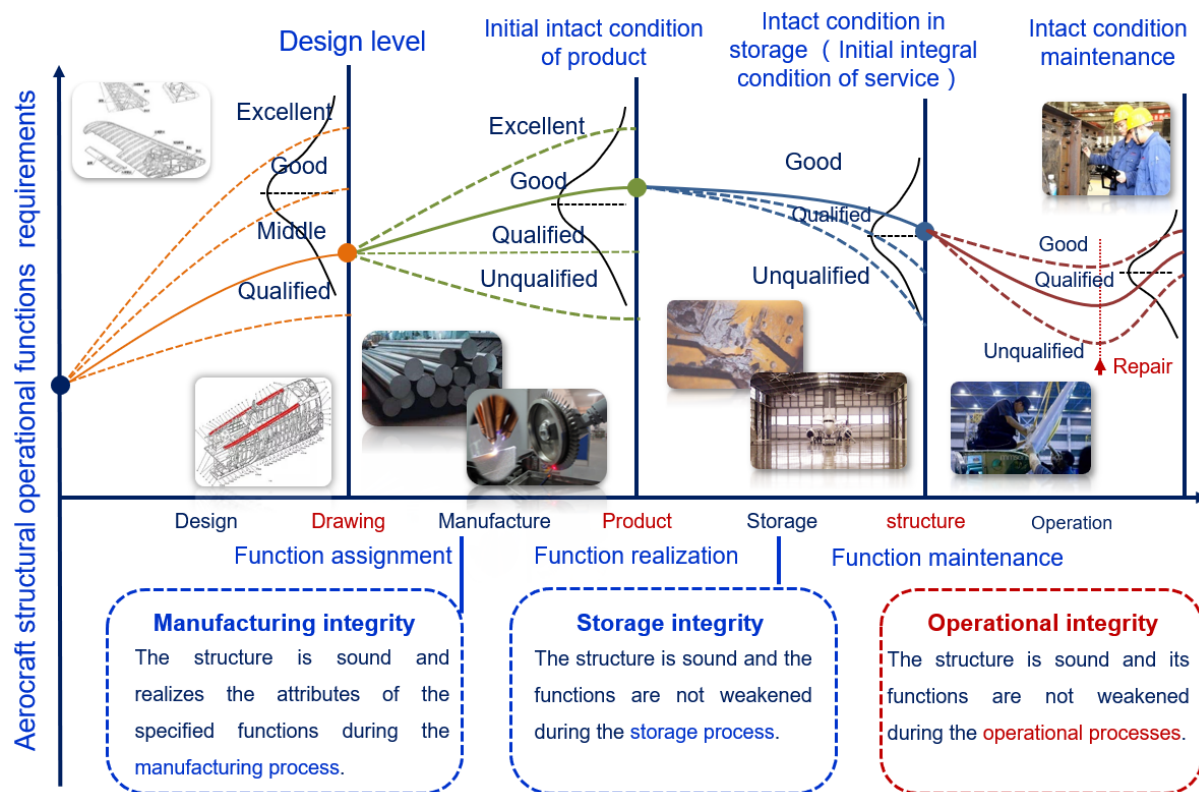 Design level
Initial intact condition
of product
Intact condition in
storage ( Initial integral
condition of service )
Intact condition
maintenance
Aerocraft structural operational functions requirements
Excellent
Good
Middle
Qualified
Excellent
Good
Qualified
Unqualified
Good
Qualified
Unqualified
Good
Qualified
Unqualified
Repair
Design
Drawing
Manufacture
Product
Storage
structure
Operation
Function assignment
Function realization
Function maintenance
Manufacturing integrity
The structure is sound and
realizes the attributes of the
specified functions during the
manufacturing process.
Storage integrity
The structure is sound and the
functions are not weakened
during the storage process.
Operational integrity
The structure is sound and its
functions are not weakened
during the operational processes.